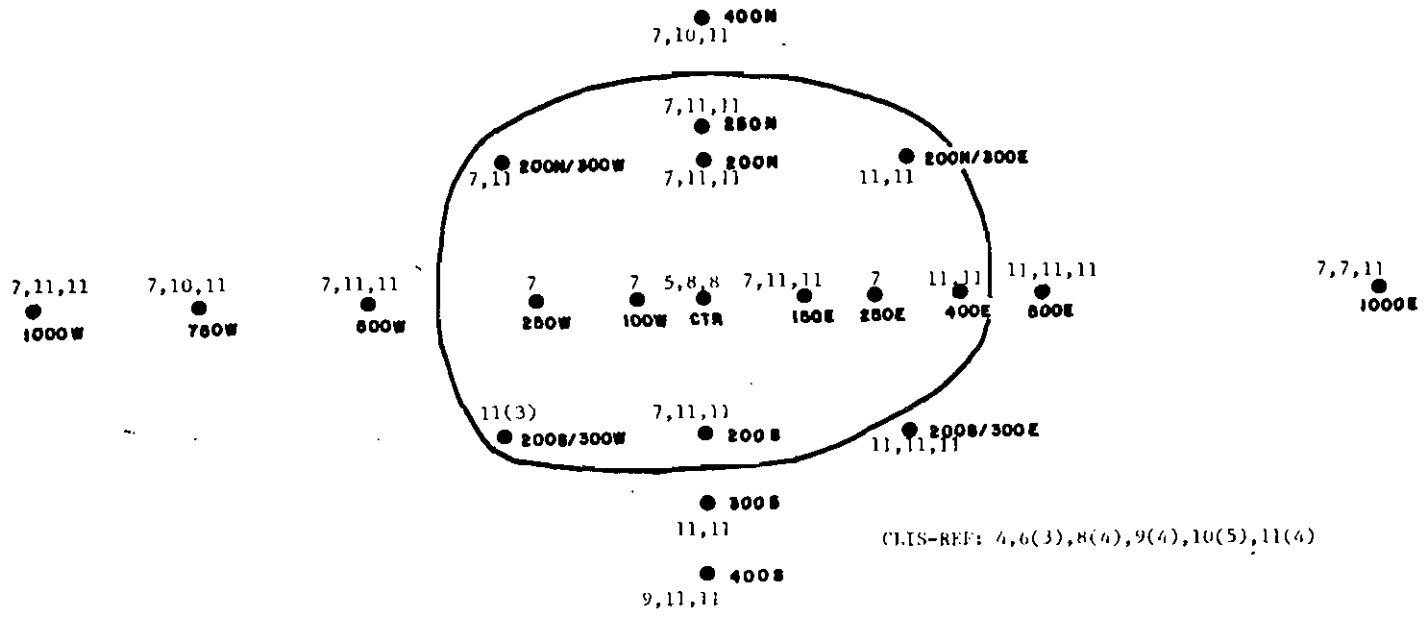 400N
7,10,11
7,11,11
250N
200N/300W
7,11
200N
7,11,11
200N/300E
11,11
7,11,11
1000W
7,10,11
750W
7,11,11
500W
7
250W
7
100W
5,8,8
CTR
7,11,11
150E
7
250E
11,11
400E
11,11,11
500E
7,7,11
1000E
11(3)
200S/300W
7,11,11
200S
200S/300E
11,11,11
300S
11,11
CLIS-REF: 4,6(3),8(4),9(4),10(5),11(4)
400S
9,11,11